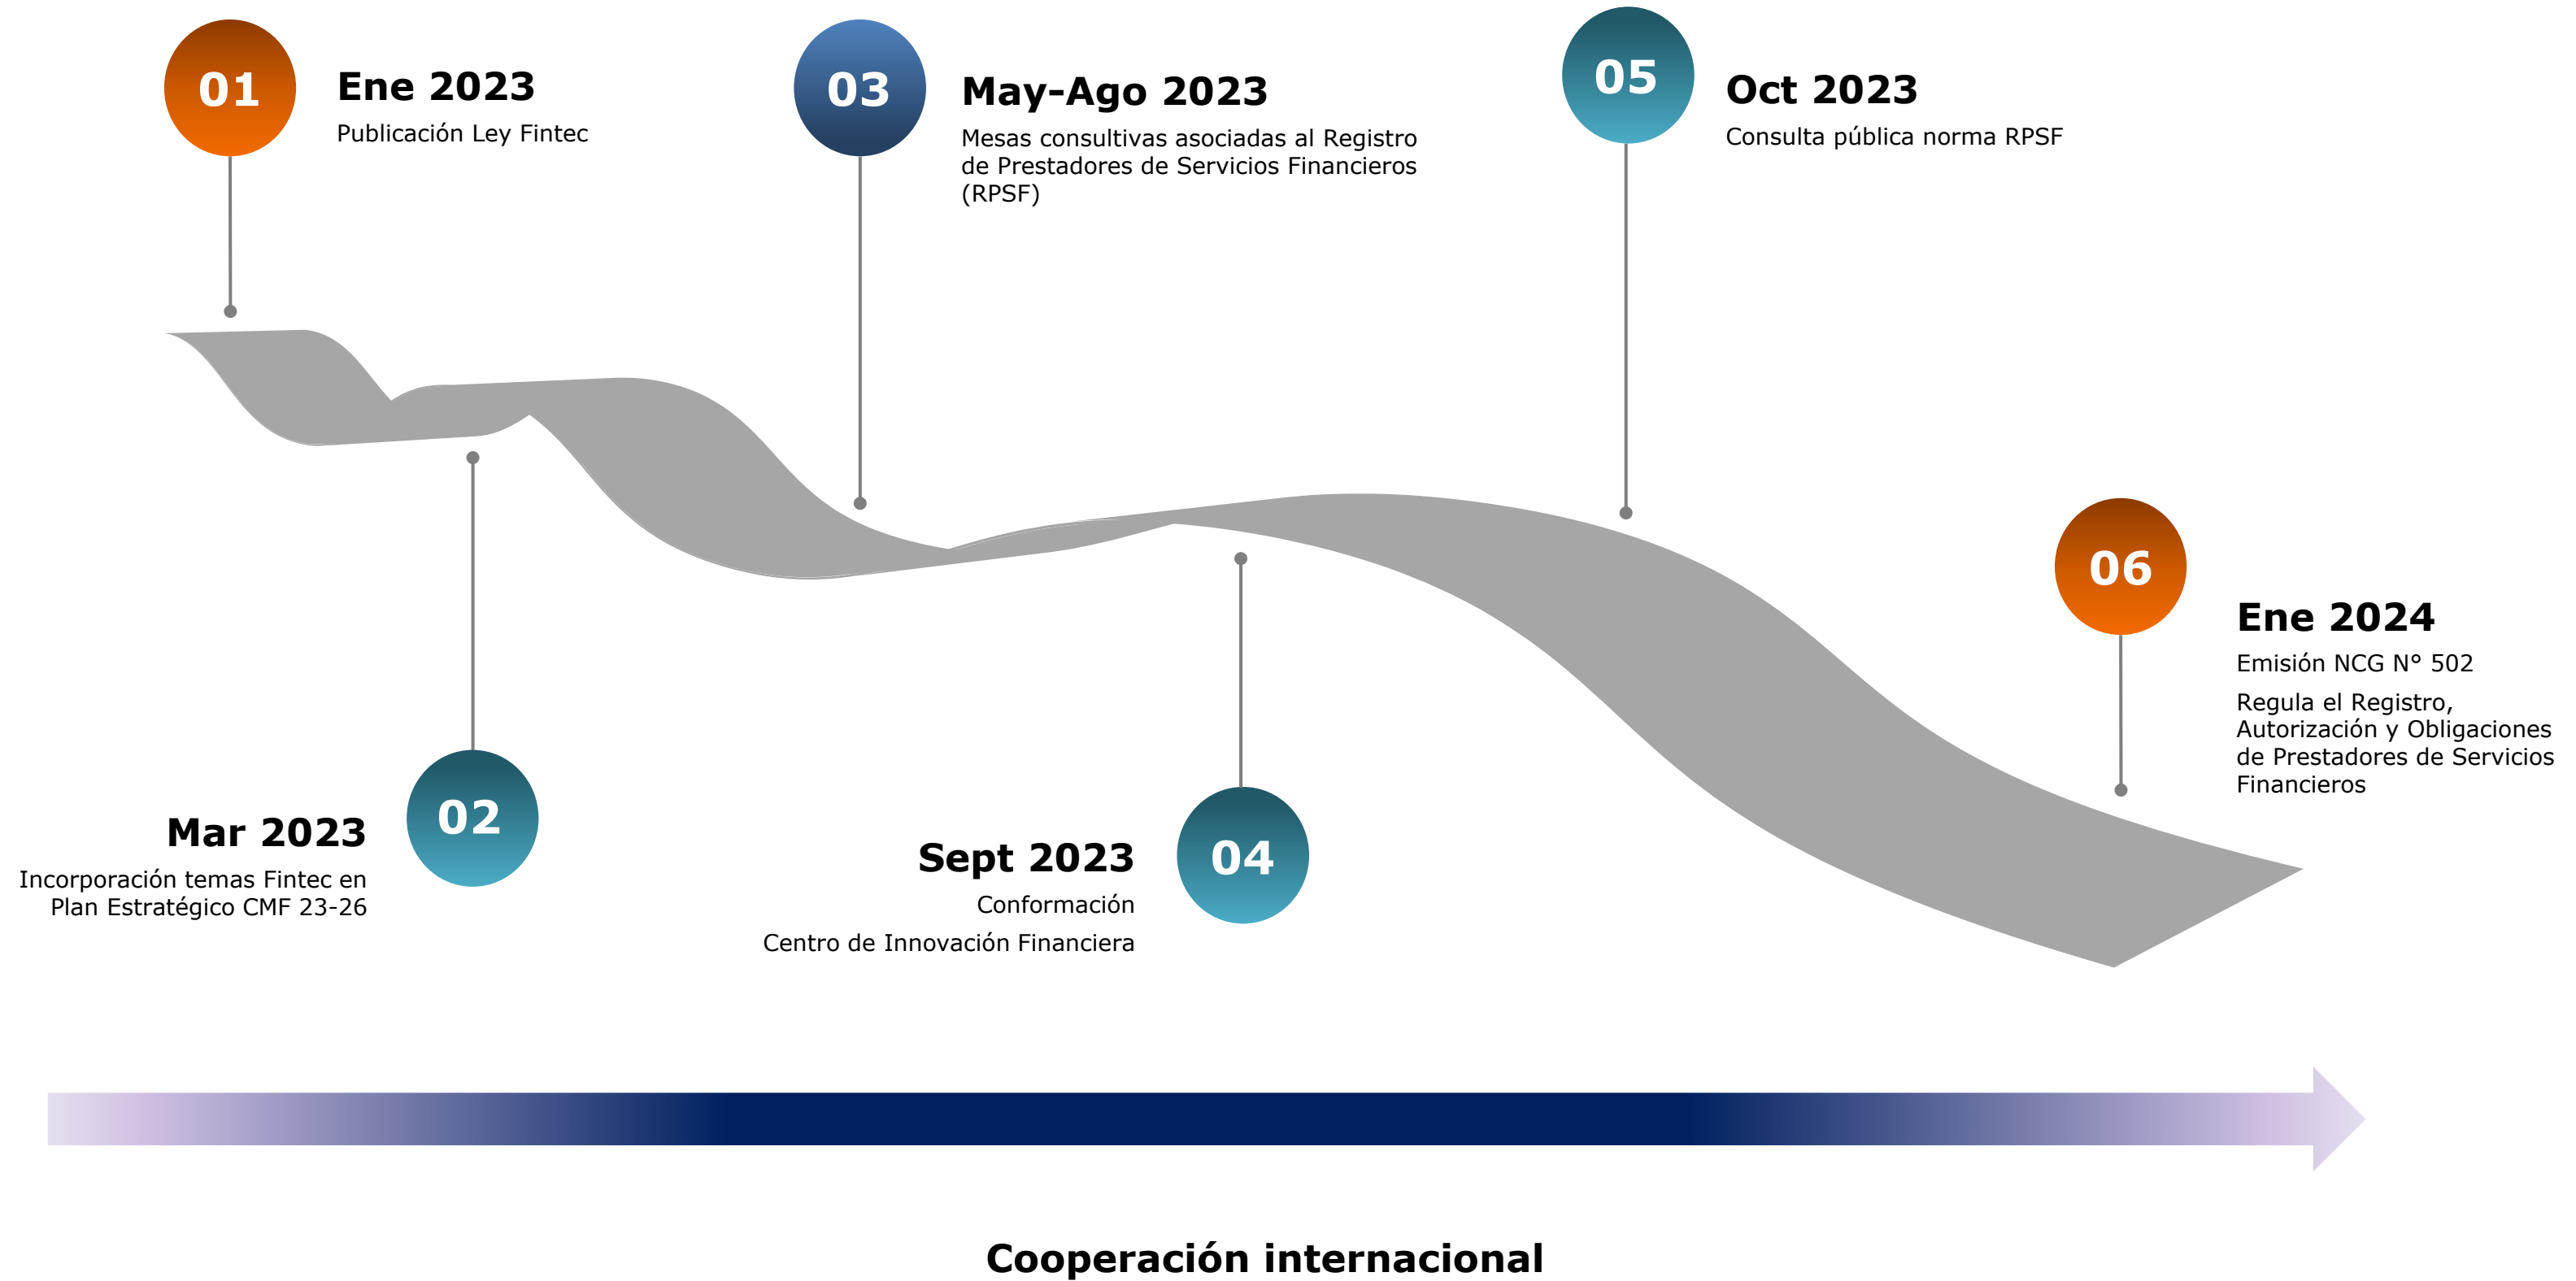 01
Ene 2023
Publicación Ley Fintec
03
May-Ago 2023
Mesas consultivas asociadas al Registro
de Prestadores de Servicios Financieros
(RPSF)
05
Oct 2023
Consulta pública norma RPSF
06
Ene 2024
Emisión NCG N° 502
Regula el Registro,
Autorización y Obligaciones
de Prestadores de Servicios
Financieros
02
Mar 2023
Incorporación temas Fintec en
Plan Estratégico CMF 23-26
04
Sept 2023
Conformación
Centro de Innovación Financiera
Cooperación internacional